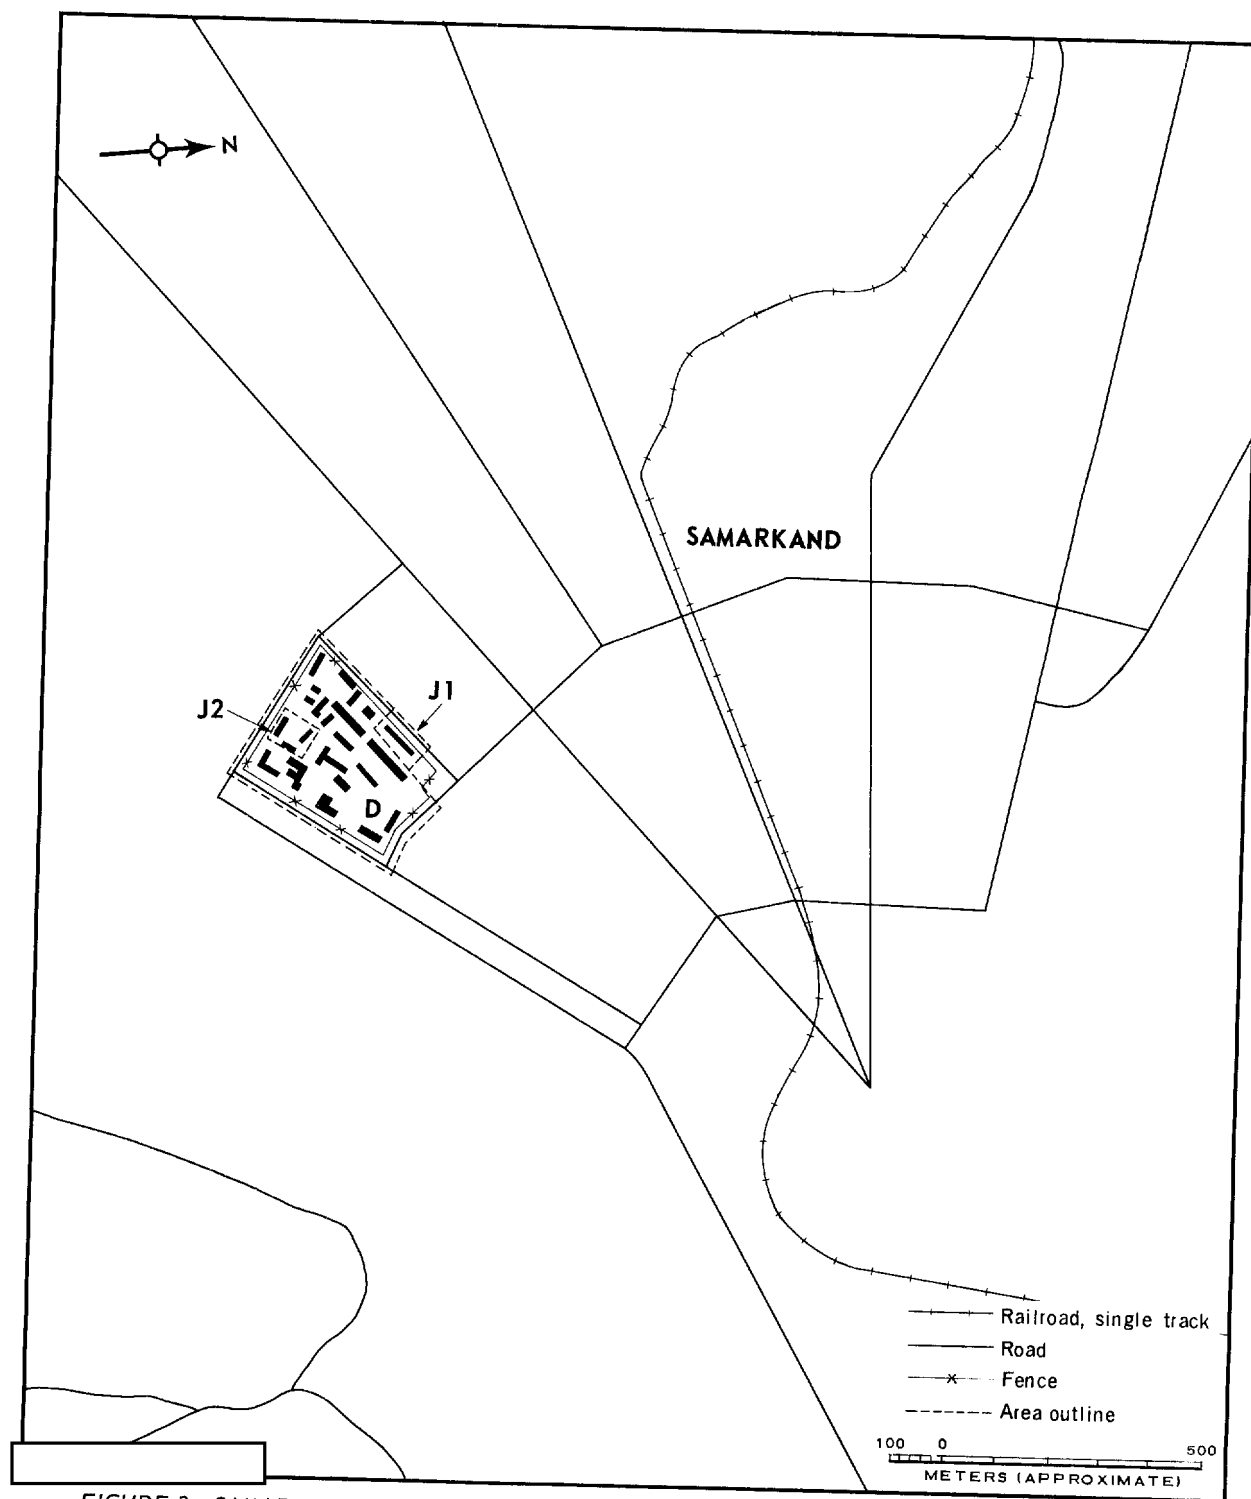 N
SAMARKAND
J1
J2
D
Railroad, single track
Road
Fence
Area outline
100 0 500
METERS (APPROXIMATE)